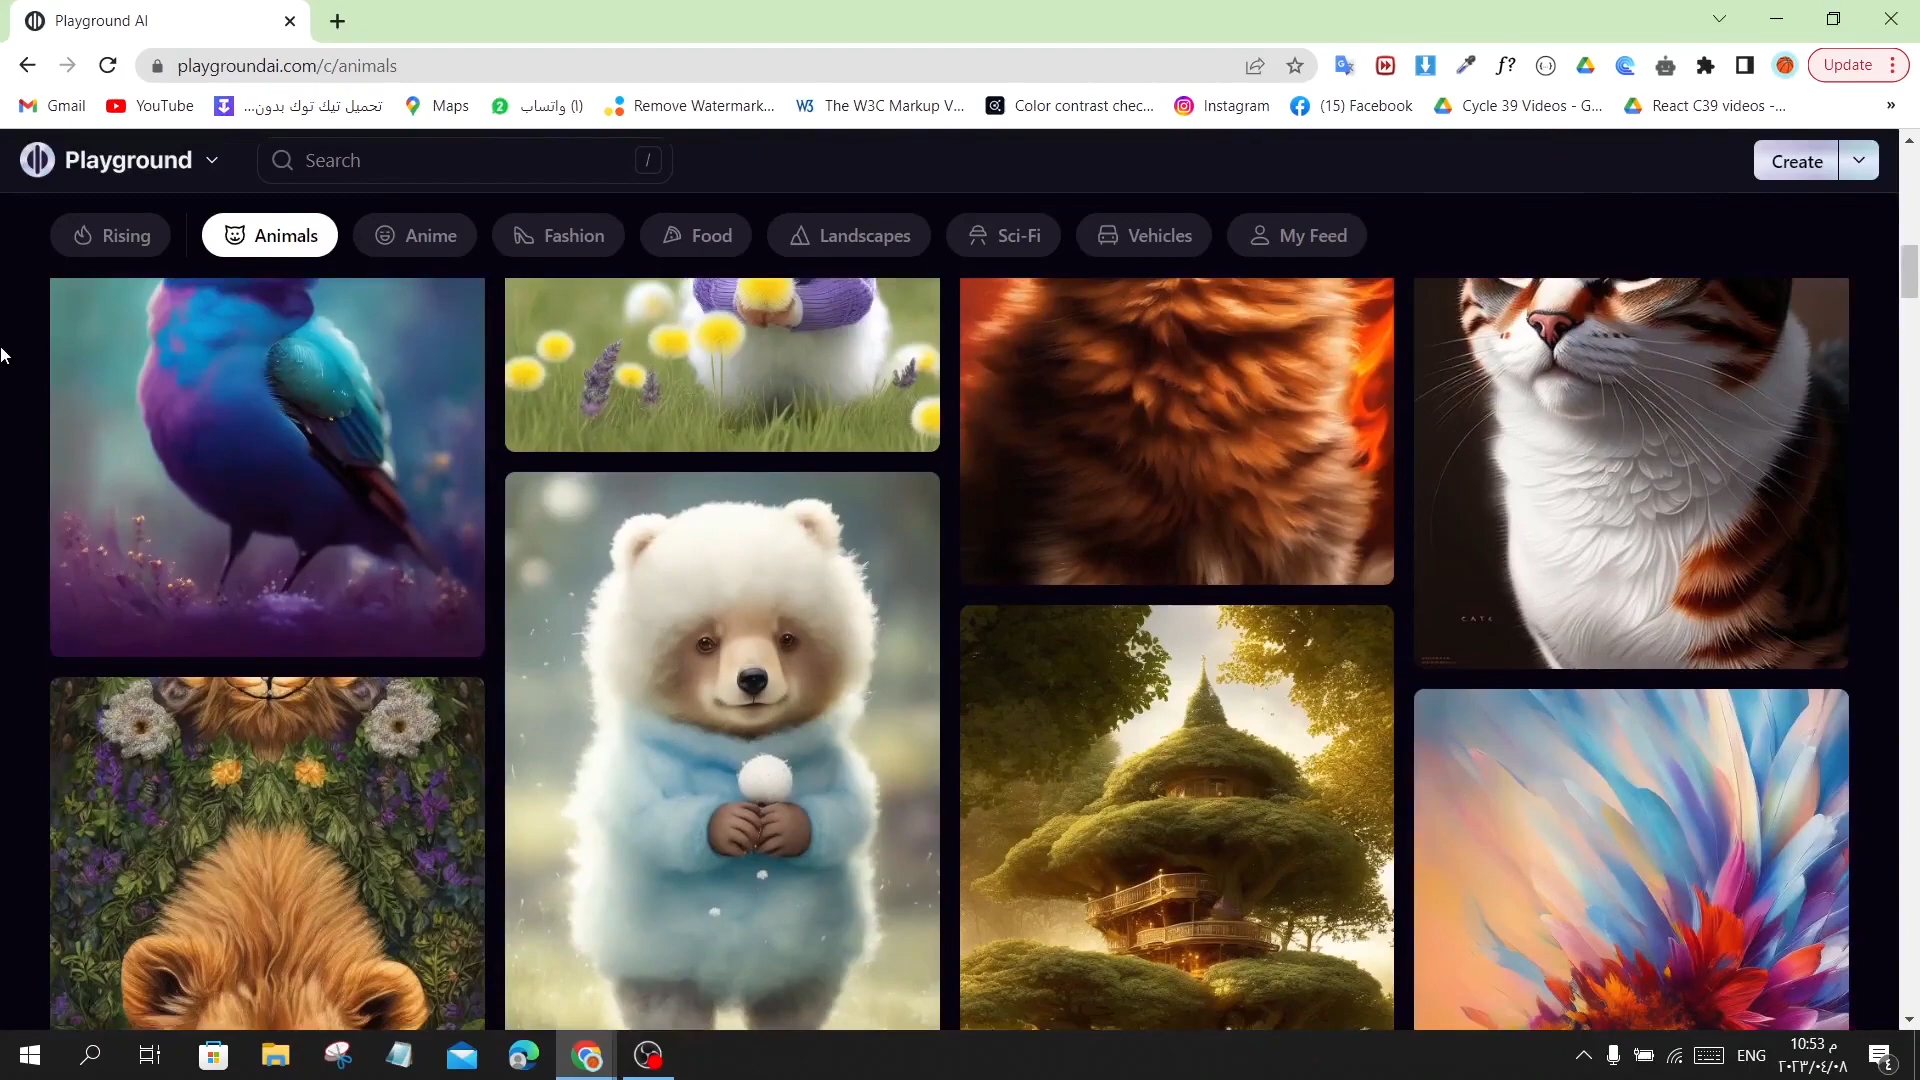 Playground AI
playgroundai.com/c/animals
Update
Gmail
YouTube
تحميل تيك توك بدون...
Maps
(1) واتساب
Remove Watermark...
The W3C Markup V...
Color contrast chec...
Instagram
(15) Facebook
Cycle 39 Videos - G...
React C39 videos -...
»
Playground
Search
/
Create
Rising
Animals
Anime
Fashion
Food
Landscapes
Sci-Fi
Vehicles
My Feed
ENG
10:53 م
٢٠٢٣/٠٤/٠٨
٤